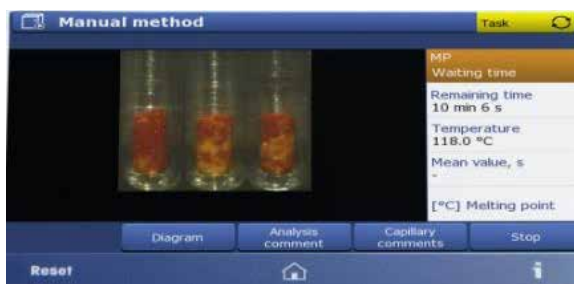 Manual method
Task
MP
Waiting time
Remaining time
10 min 6 s
Temperature
118.0 °C
Mean value, s
-
[°C] Melting point
Diagram
Analysis
comment
Capillary
comments
Stop
Reset
i